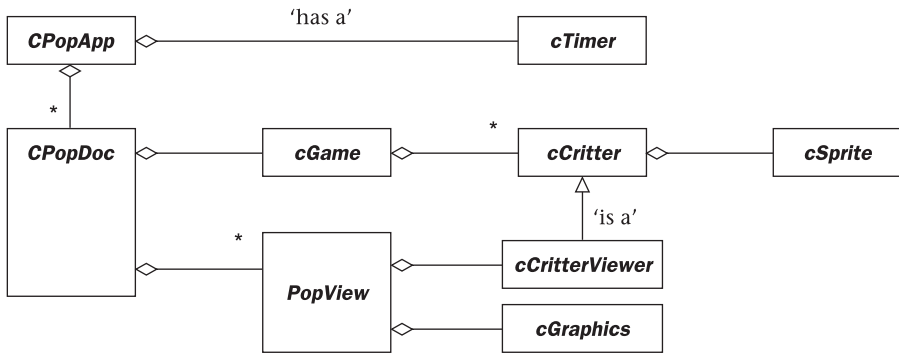 ‘has a’
CPopApp
cTimer
*
*
CPopDoc
cGame
cCritter
cSprite
‘is a’
*
cCritterViewer
PopView
cGraphics